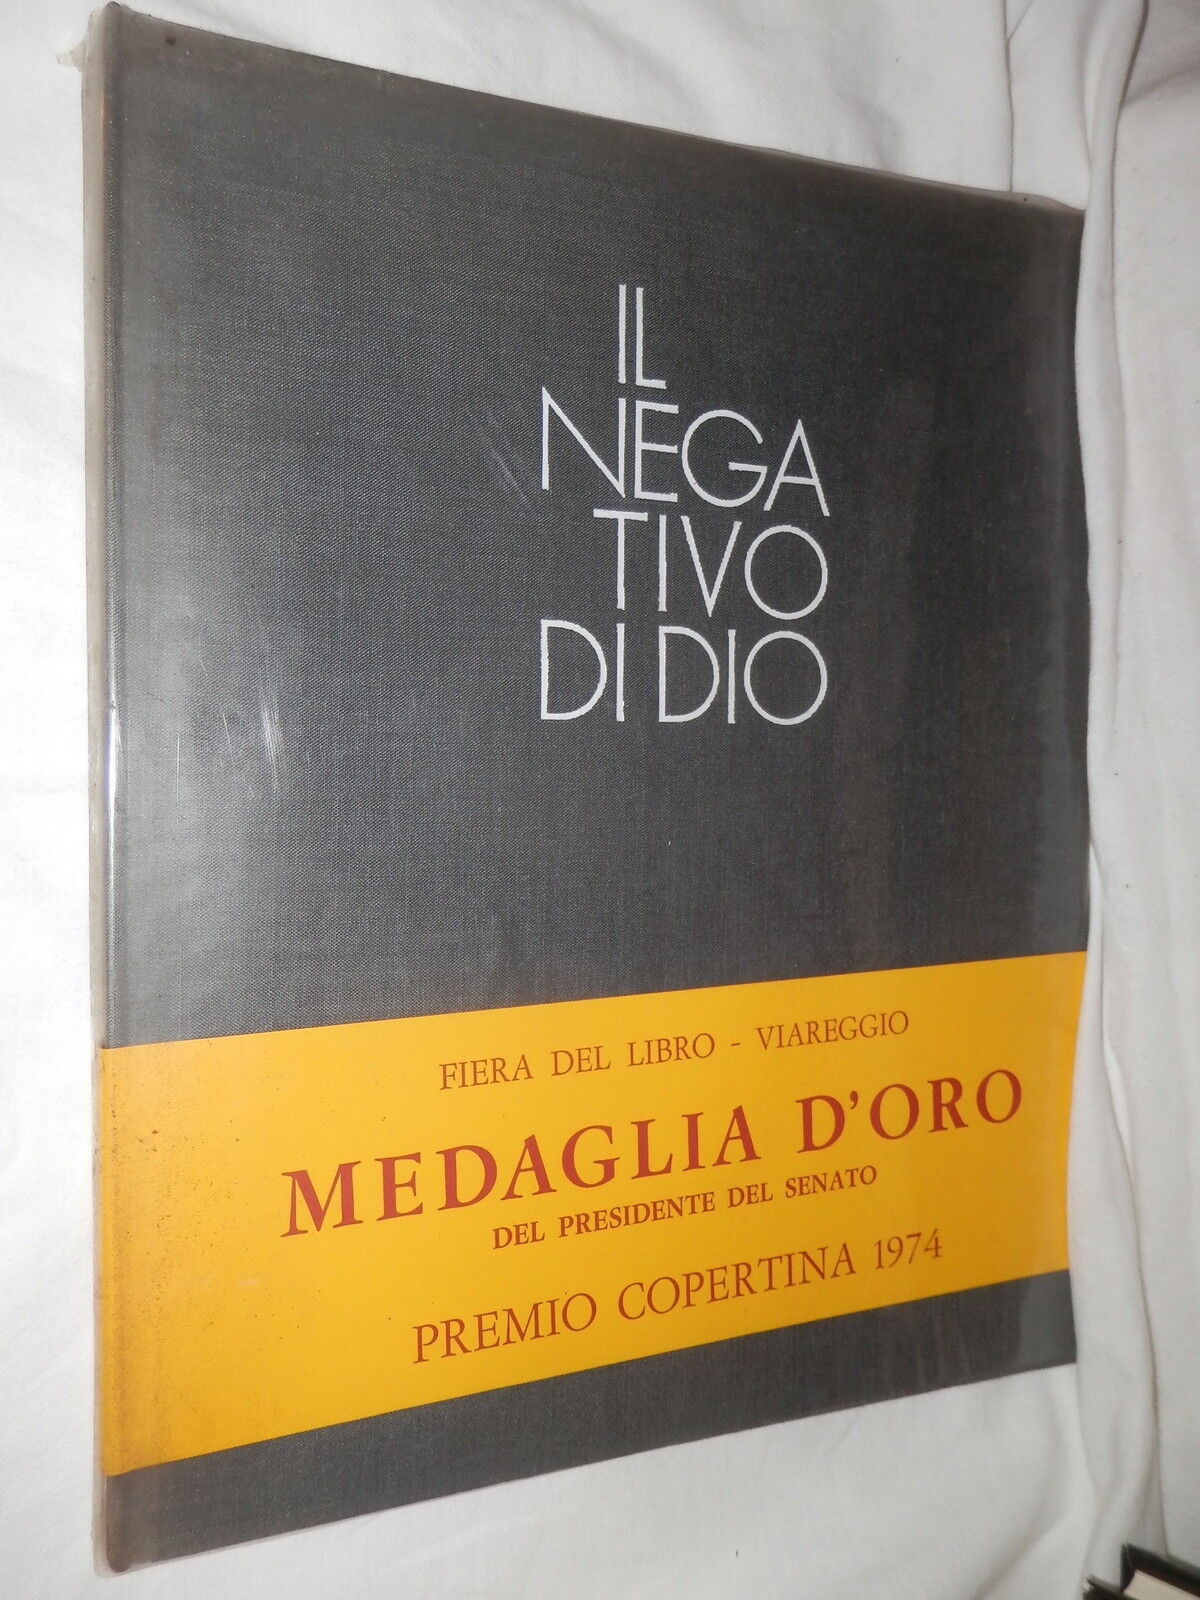 IL
NEGA
TIVO
DI DIO
FIERA DEL LIBRO - VIAREGGIO
MEDAGLIA D'ORO
DEL PRESIDENTE DEL SENATO
PREMIO COPERTINA 1974